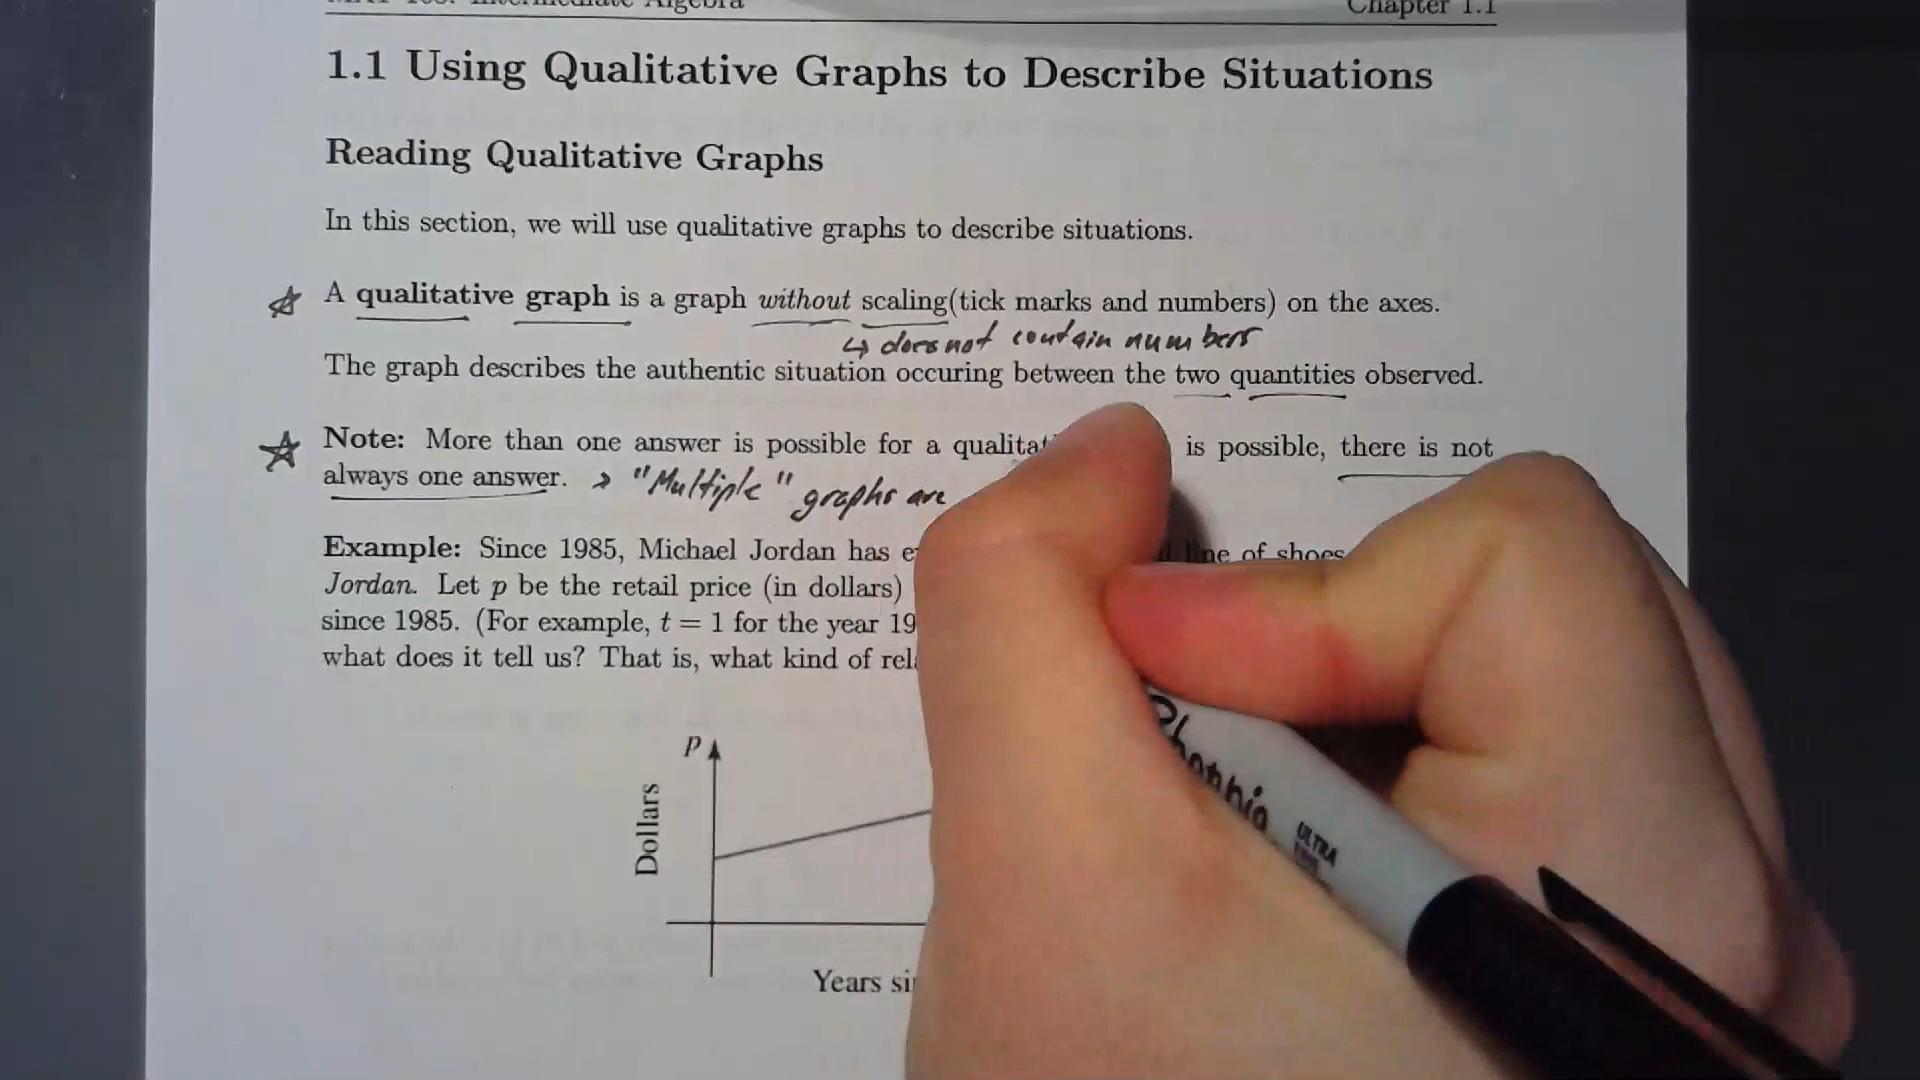 Intermediate Algebra
Chapter 1.1
1.1 Using Qualitative Graphs to Describe Situations
Reading Qualitative Graphs
In this section, we will use qualitative graphs to describe situations.
A qualitative graph is a graph without scaling(tick marks and numbers) on the axes.
↳ does not contain numbers
The graph describes the authentic situation occuring between the two quantities observed.
Note: More than one answer is possible for a is possible, there is not
always one answer. → "Multiple" graphs are
Example: Since 1985, Michael Jordan has line of shoes
Jordan. Let p be the retail price (in dollars)
since 1985. (For example, t = 1 for the year
what does it tell us? That is, what kind of
p
Dollars
Years
ULTRA